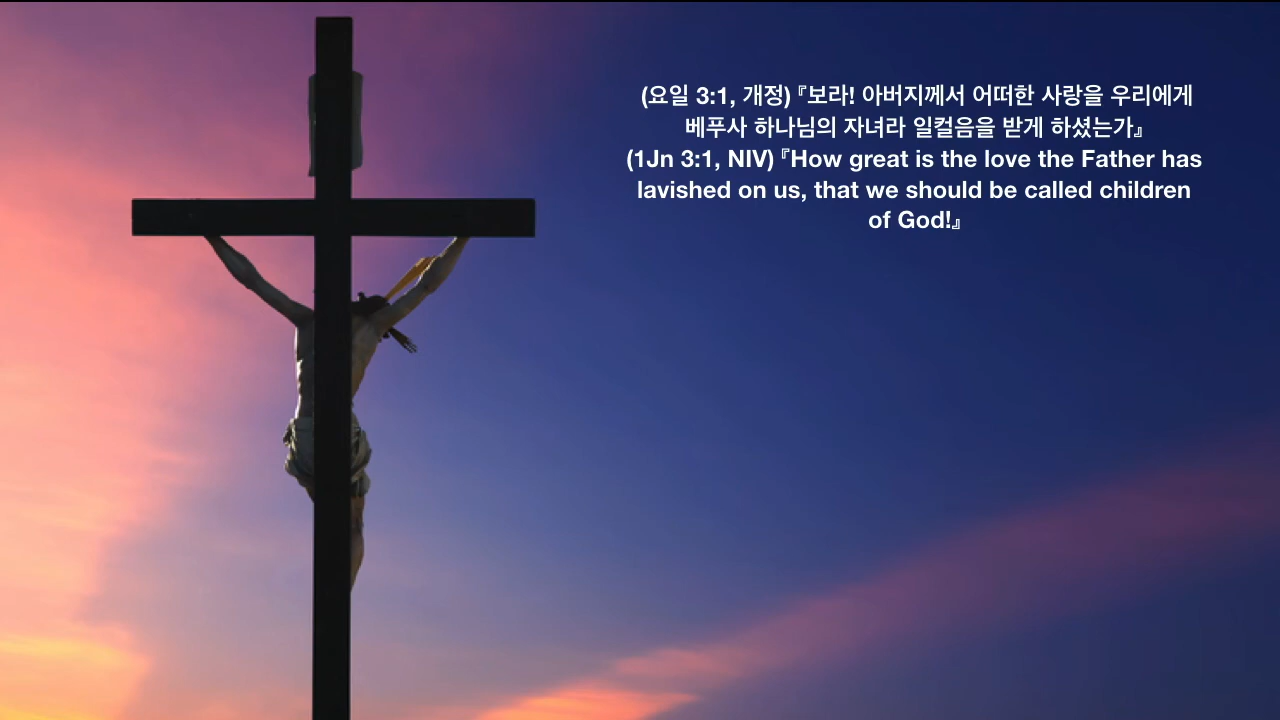 (요일 3:1, 개정)『보라! 아버지께서 어떠한 사랑을 우리에게
베푸사 하나님의 자녀라 일컬음을 받게 하셨는가』
(1Jn 3:1, NIV)『How great is the love the Father has
lavished on us, that we should be called children
of God!』